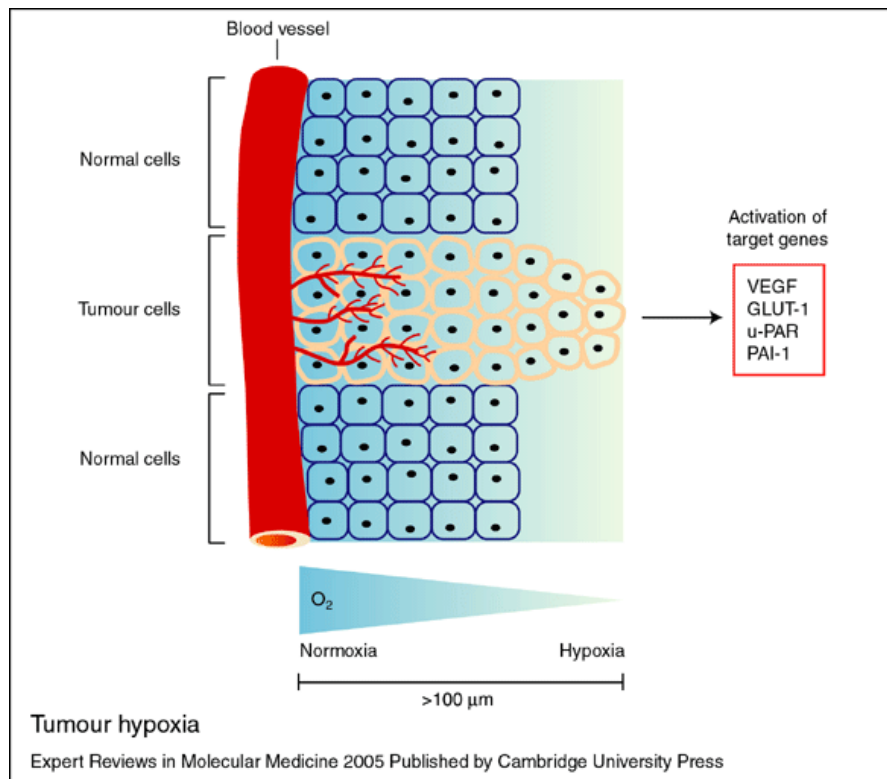 Blood vessel
Normal cells
Tumour cells
Normal cells
Activation of
target genes
VEGF
GLUT-1
u-PAR
PAI-1
O₂
Normoxia
Hypoxia
>100 μm
Tumour hypoxia
Expert Reviews in Molecular Medicine 2005 Published by Cambridge University Press